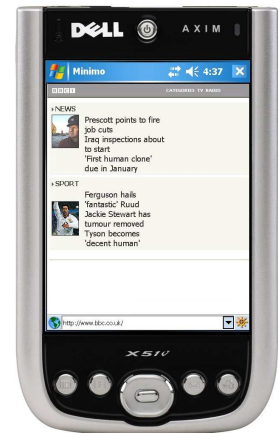 DELL
AXIM
Minimo
4:37
BBCi
CATEGORIES TV RADIO
NEWS
Prescott points to fire
job cuts
Iraq inspections about
to start
'First human clone'
due in January
SPORT
Ferguson hails
'fantastic' Ruud
Jackie Stewart has
tumour removed
Tyson becomes
'decent human'
http://www.bbc.co.uk/
X51v